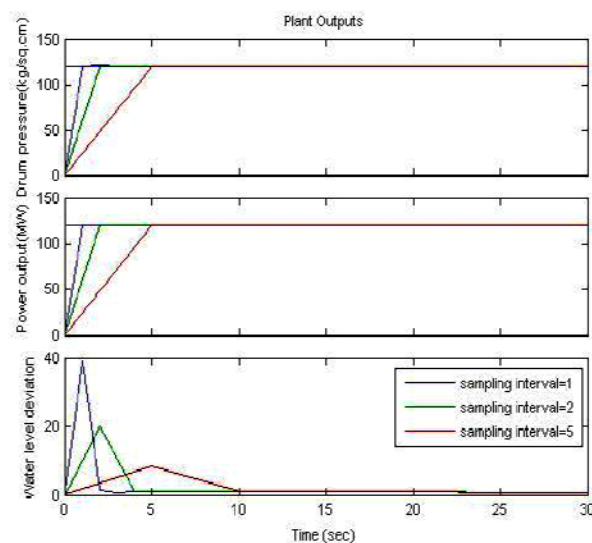 Plant Outputs
Drum pressure(kg/sq.cm)
150
100
50
0
Power output(MW)
150
100
50
0
Water level deviation
40
20
0
sampling interval=1
sampling interval=2
sampling interval=5
0 5 10 15 20 25 30
Time (sec)